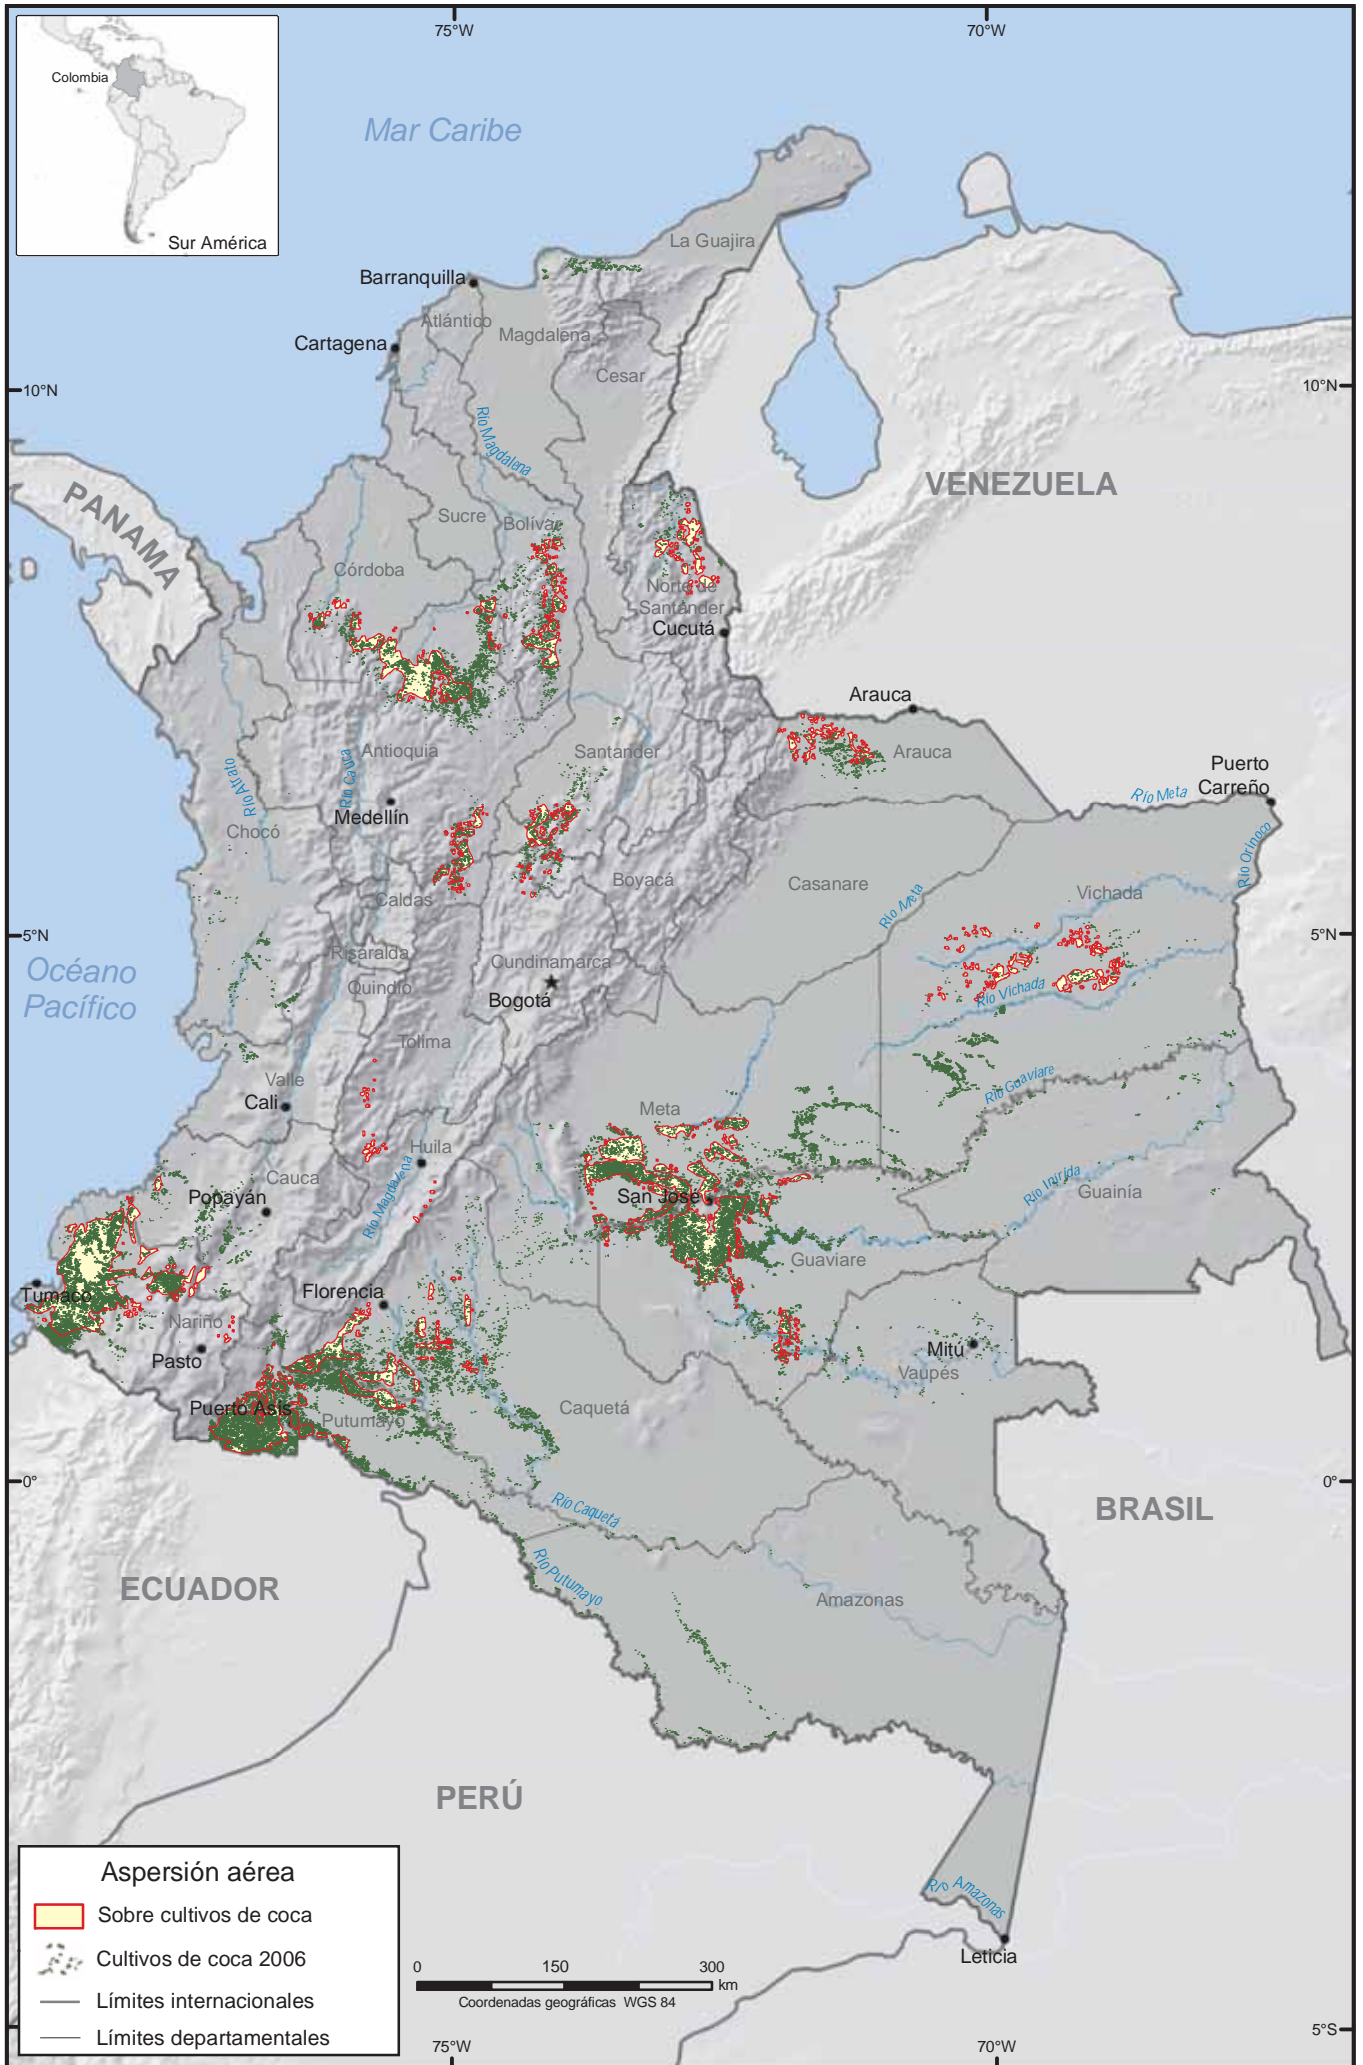 75°W
70°W
Colombia
Sur América
Mar Caribe
La Guajira
Barranquilla
Atlántico
Magdalena
Cartagena
Cesar
10°N
10°N
Río Magdalena
PANAMA
VENEZUELA
Sucre
Bolívar
Córdoba
Norte de
Santander
Cucutá
Arauca
Antioquia
Santander
Arauca
Río Cauca
Río Atrato
Puerto
Carreño
Río Meta
Medellín
Chocó
Río Orinoco
Boyacá
Casanare
Caldas
Río Meta
Vichada
5°N
5°N
Océano
Pacífico
Risaralda
Cundinamarca
Quindío
Bogotá
Río Vichada
Tolima
Valle
Cali
Río Guaviare
Meta
Huila
Cauca
Popayán
San José
Río Magdalena
Río Inirida
Guainía
Guaviare
Florencia
Tumaco
Nariño
Pasto
Mitú
Vaupés
Puerto Asís
Putumayo
Caquetá
0°
0°
Río Caquetá
BRASIL
Río Putumayo
ECUADOR
Amazonas
PERÚ
Río Amazonas
Leticia
Aspersión aérea
Sobre cultivos de coca
Cultivos de coca 2006
Límites internacionales
Límites departamentales
0 150 300
km
Coordenadas geográficas WGS 84
5°S
75°W
70°W